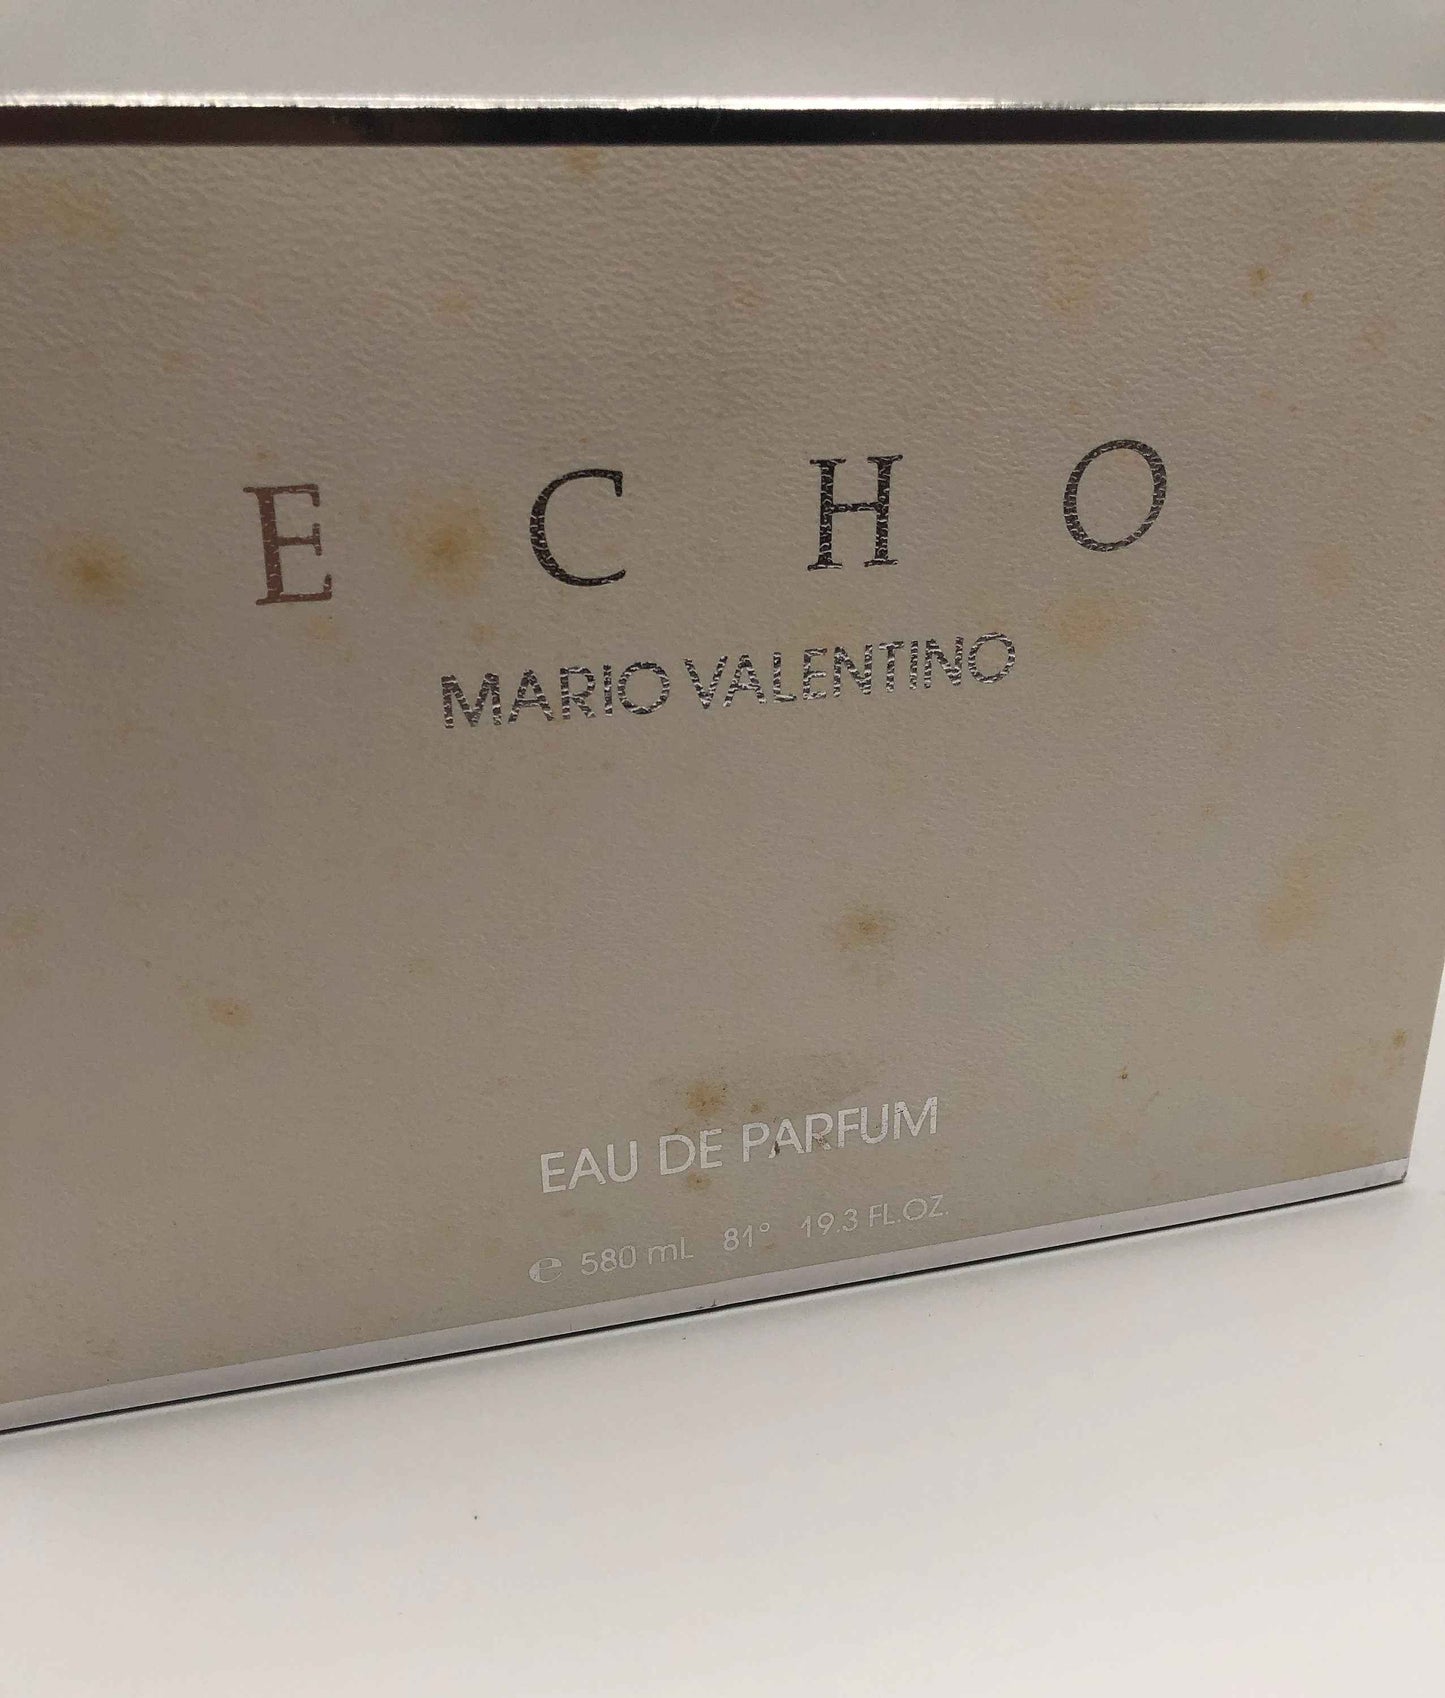 ECHO
MARIO VALENTINO
EAU DE PARFUM
℮ 580 mL 81° 19.3 FL.OZ.